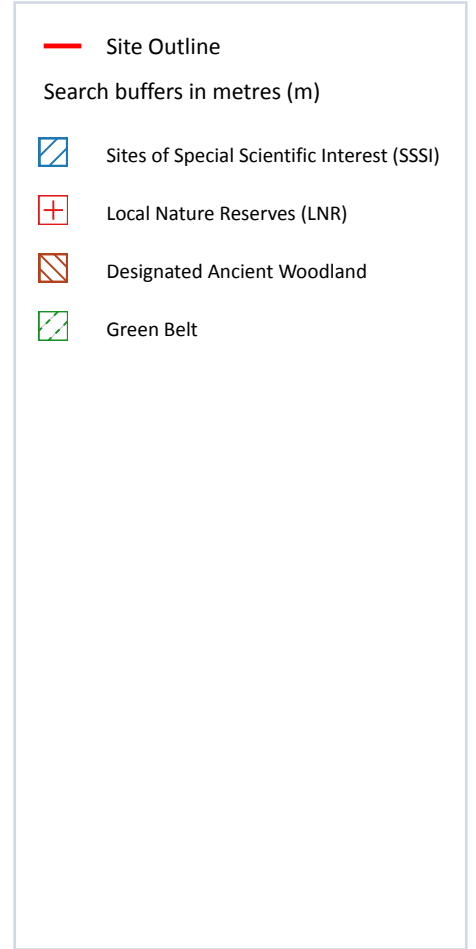 Site Outline
Search buffers in metres (m)
Sites of Special Scientific Interest (SSSI)
Local Nature Reserves (LNR)
Designated Ancient Woodland
Green Belt